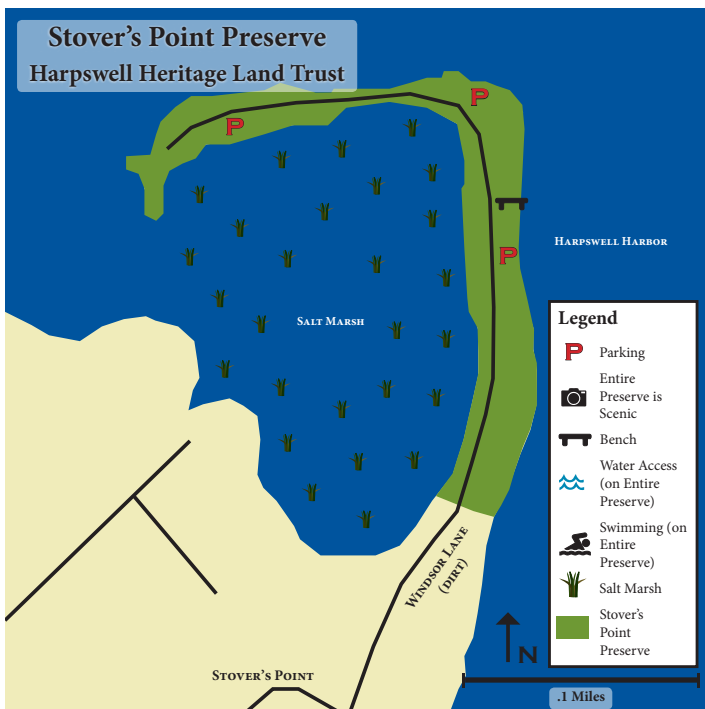 Stover's Point Preserve
Harpswell Heritage Land Trust
P
P
Harpswell Harbor
P
Salt Marsh
Legend
P Parking
Entire
Preserve is
Scenic
Bench
Water Access
(on Entire
Preserve)
Swimming (on
Entire
Preserve)
Salt Marsh
Stover's
Point
Preserve
Windsor Lane
(dirt)
N
Stover's Point
.1 Miles